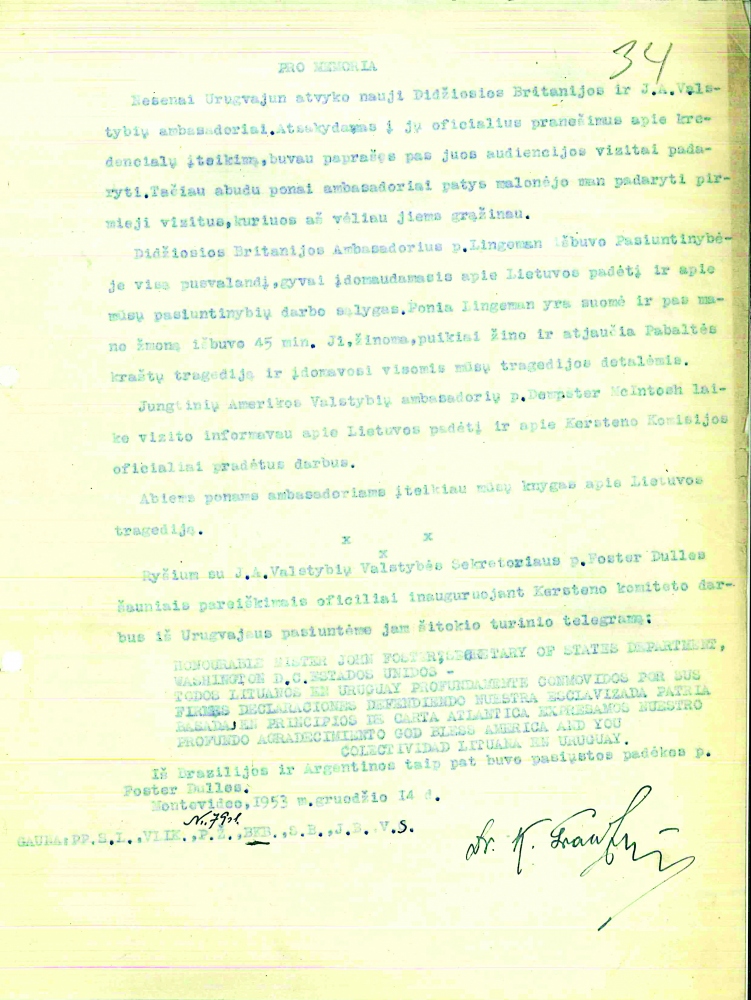 34
PRO MEMORIA
Nesenai Urugvajun atvyko nauji Didžiosios Britanijos ir J.A.Vals-
tybių ambasadoriai.Atsakydamas į jų oficialius pranešimus apie kre-
dencialų įteikimą,buvau paprašęs pas juos audiencijos vizitai pada-
ryti.Tačiau abudu ponai ambasadoriai patys malonėjo man padaryti pir-
mieji vizitus,kuriuos aš vėliau jiems grąžinau.
Didžiosios Britanijos Ambasadorius p.Lingeman išbuvo Pasiuntinybė-
je visą pusvalandį,gyvai įdomaudamasis apie Lietuvos padėtį ir apie
mūsų pasiuntinybių darbo sąlygas.Ponia Lingeman yra suomė ir pas ma-
no žmoną išbuvo 45 min. Ji,žinoma,puikiai žino ir atjaučia Pabaltės
kraštų tragediją ir įdomavosi visomis mūsų tragedijos detalėmis.
Jungtinių Amerikos Valstybių ambasadorių p.Dempster McIntosh lai-
ke vizito informavau apie Lietuvos padėtį ir apie Kersteno Komisijos
oficialiai pradėtus darbus.
Abiems ponams ambasadoriams įteikiau mūsų knygas apie Lietuvos
tragediją.
x x
x
Ryšium su J.A.Valstybių Valstybės Sekretoriaus p.Foster Dulles
šauniais pareiškimais oficiliai inauguruojant Kersteno komiteto dar-
bus iš Urugvajaus pasiuntėme jam šitokio turinio telegramą:
HONOURABLE MISTER JOHN FOSTER,SECRETARY OF STATES DEPARTMENT,
WASHINGTON D.C.ESTADOS UNIDOS -
TODOS LITUANOS EN URUGUAY PROFUNDAMENTE CONMOVIDOS POR SUS
FIRMES DECLARACIONES DEFENDIENDO NUESTRA ESCLAVIZADA PATRIA
BASADA,EN PRINCIPIOS DE CARTA ATLANTICA EXPRESAMOS NUESTRO
PROFUNDO AGRADECIMIENTO GOD BLESS AMERICA AND YOU
COLECTIVIDAD LITUANA EN URUGUAY.
Iš Brazilijos ir Argentinos taip pat buvo pasiųstos padėkos p.
Foster Dulles.
Montevideo,1953 m.gruodžio 14 d.
GAUNA:PP.S.L.,VLIK.,P.Ž.,BKB.,S.B.,J.B. V.S.
Dr. K.